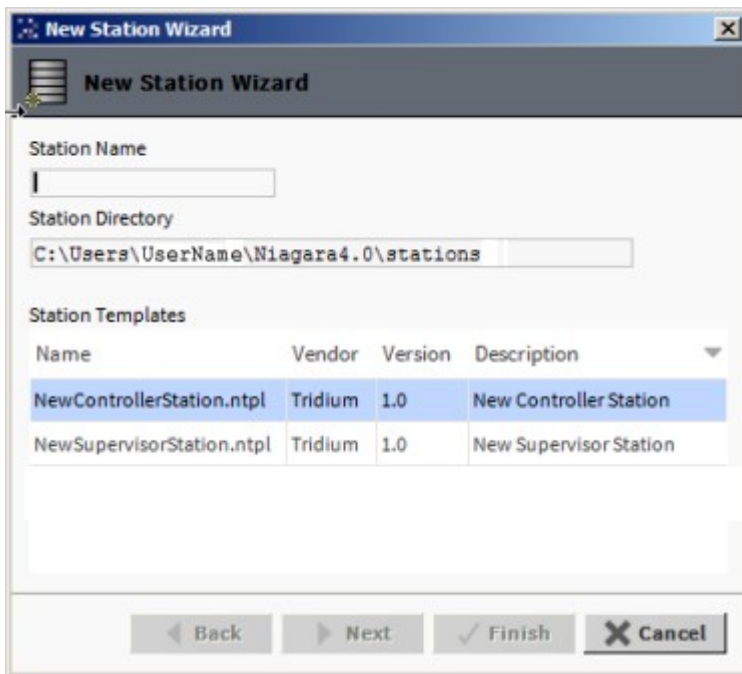 New Station Wizard
New Station Wizard
Station Name
Station Directory
C:\Users\UserName\Niagara4.0\stations
Station Templates
Name Vendor Version Description
NewControllerStation.ntpl Tridium 1.0 New Controller Station
NewSupervisorStation.ntpl Tridium 1.0 New Supervisor Station
Back Next Finish Cancel